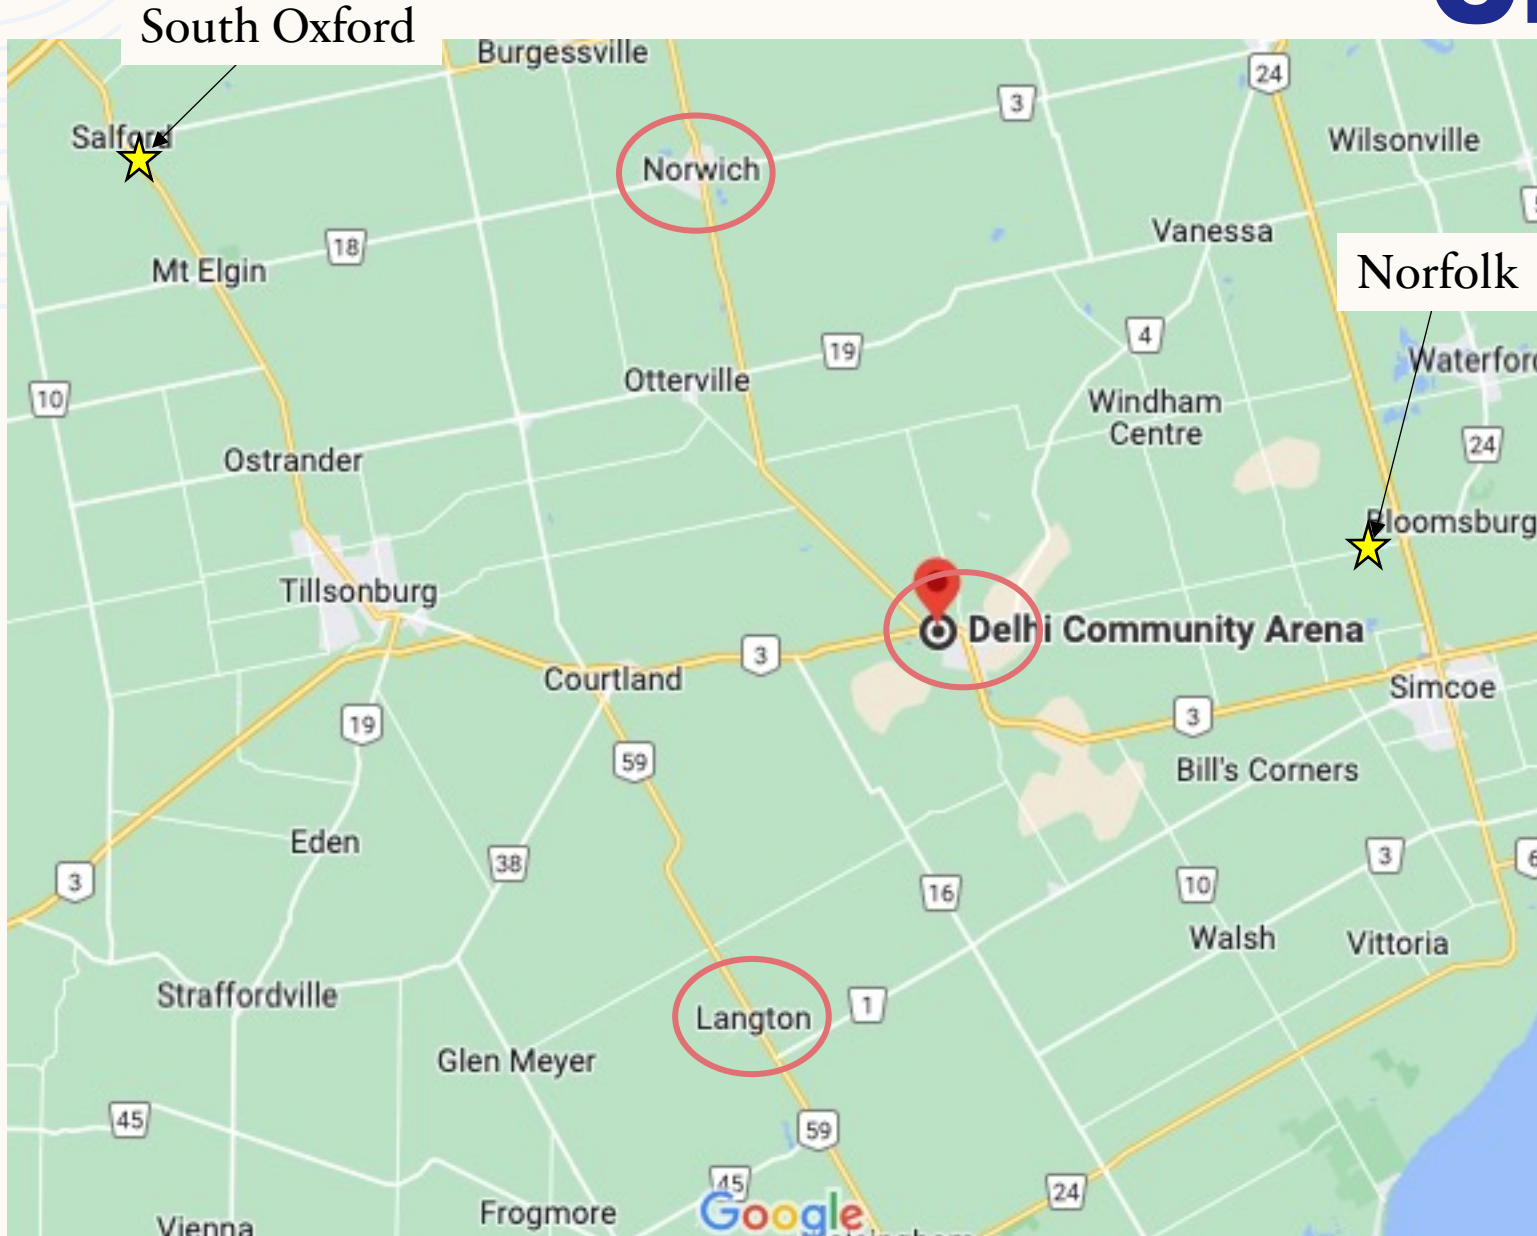 South Oxford
Burgessville
24
3
Salford
Wilsonville
Norwich
Vanessa
18
Mt Elgin
Norfolk
4
19
Waterford
Otterville
10
Windham
Centre
24
Ostrander
Bloomsburg
Tillsonburg
Delhi Community Arena
3
Courtland
Simcoe
19
3
59
Bill's Corners
Eden
38
3
3
10
16
Walsh
Vittoria
Straffordville
1
Langton
Glen Meyer
45
59
45
24
Frogmore
Google
Vienna